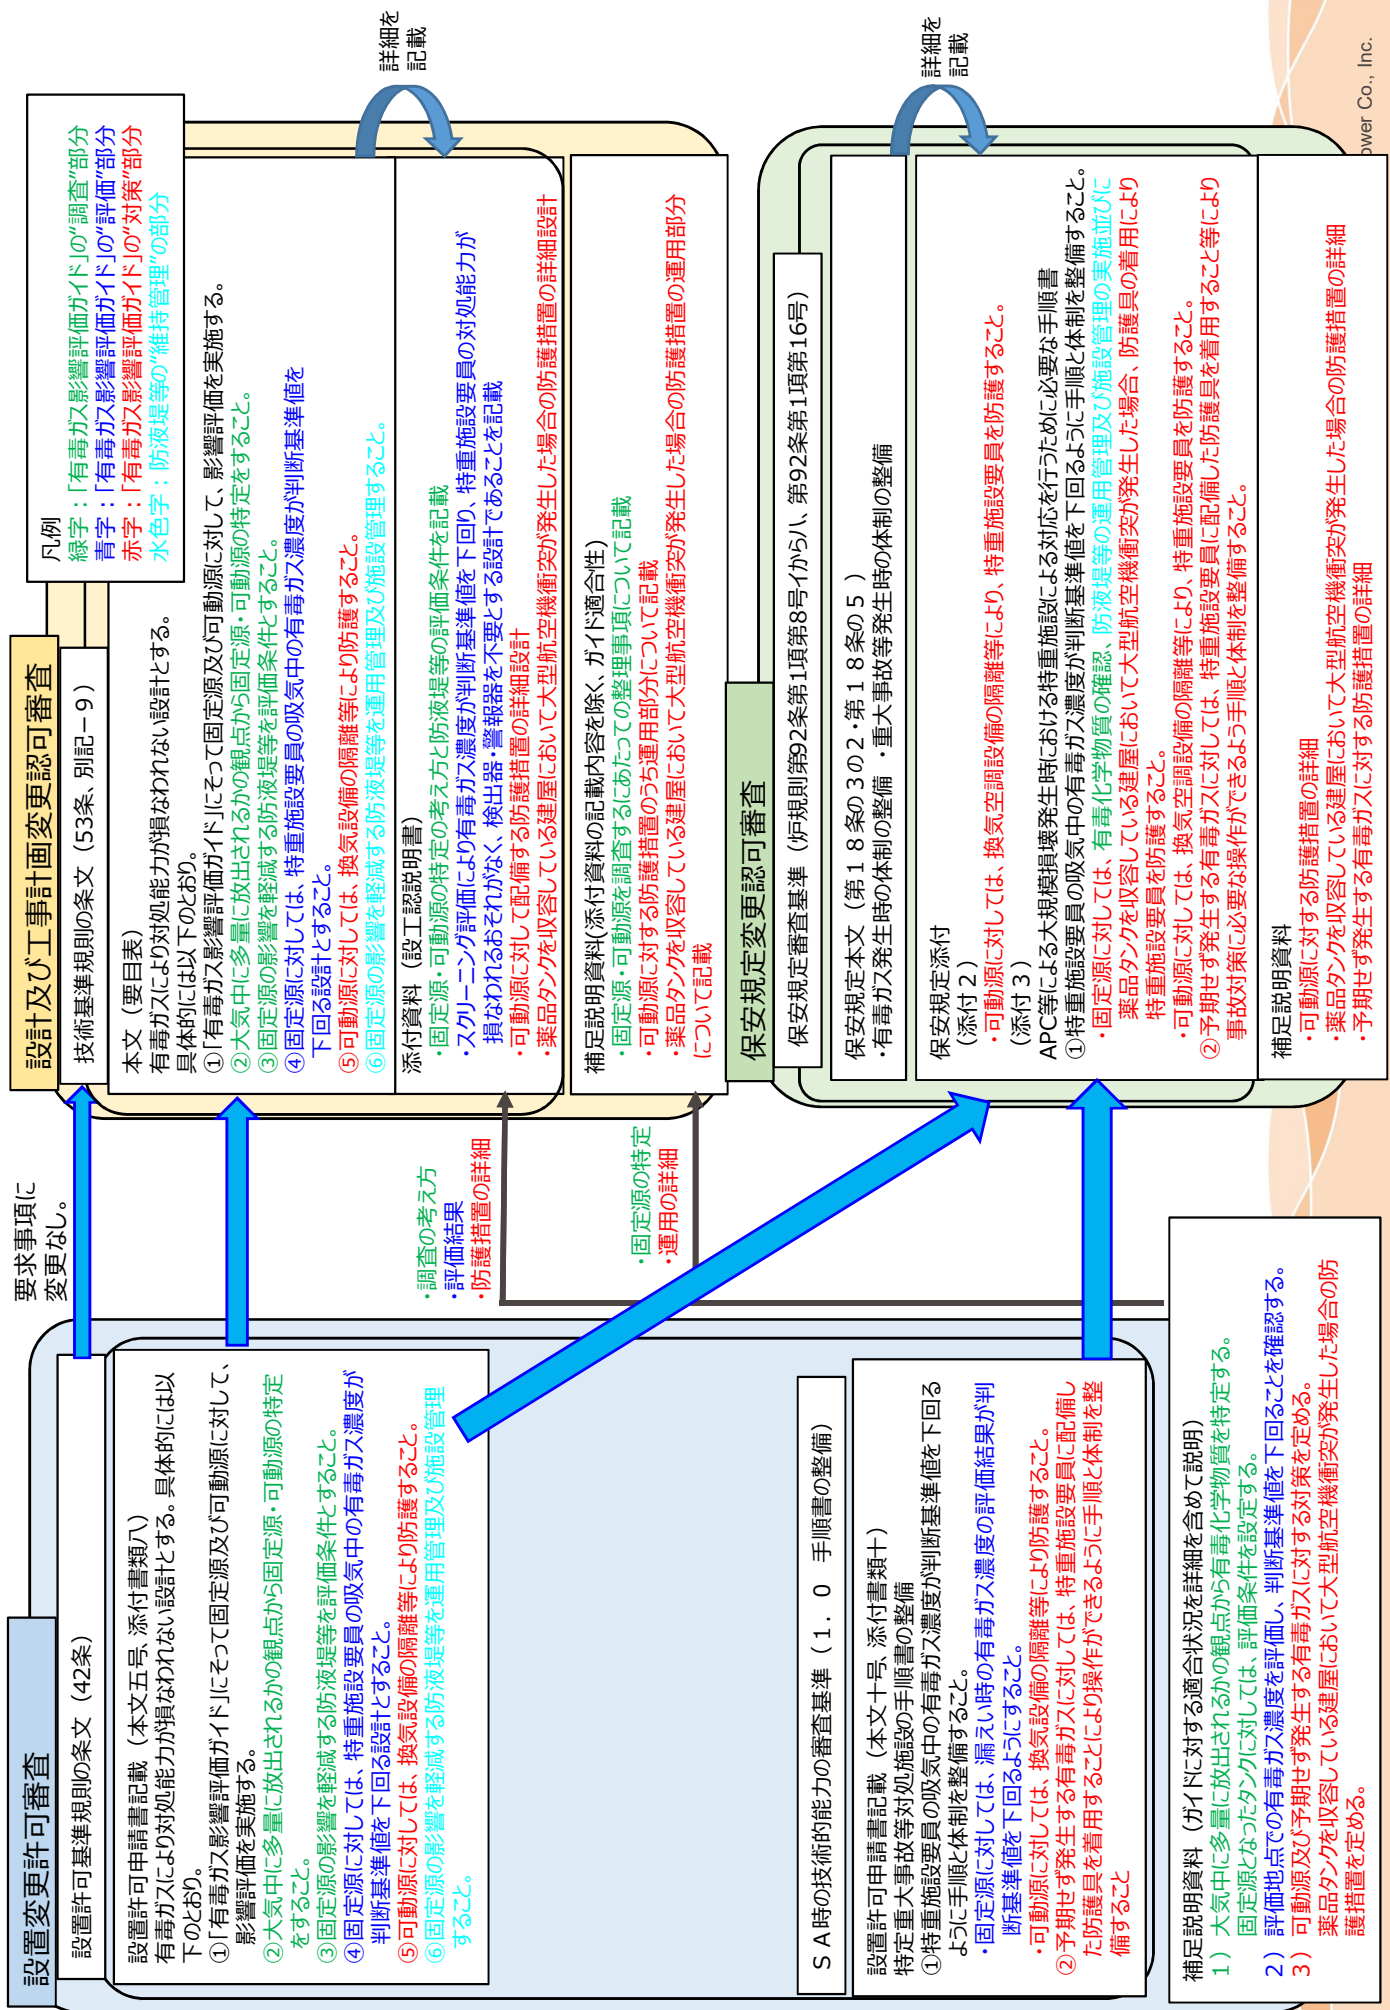 設置変更許可審査
設置許可基準規則の条文（42条）
設置許可申請書記載（本文五号、添付書類八）
有毒ガスにより対処能力が損なわれない設計とする。具体的には以
下のとおり。
①「有毒ガス影響評価ガイド」にそって固定源及び可動源に対して、
影響評価を実施する。
②大気中に多量に放出されるかの観点から固定源・可動源の特定
をすること。
③固定源の影響を軽減する防液堤等を評価条件とすること。
④固定源に対しては、特重施設要員の吸気中の有毒ガス濃度が
判断基準値を下回る設計とすること。
⑤可動源に対しては、換気設備の隔離等により防護すること。
⑥固定源の影響を軽減する防液堤等を運用管理及び施設管理
すること。
ＳＡ時の技術的能力の審査基準（１．０　手順書の整備）
設置許可申請書記載（本文十号、添付書類十）
特定重大事故等対処施設の手順書の整備
①特重施設要員の吸気中の有毒ガス濃度が判断基準値を下回る
ように手順と体制を整備すること。
・固定源に対しては、漏えい時の有毒ガス濃度の評価結果が判
断基準値を下回るようにすること。
・可動源に対しては、換気設備の隔離等により防護すること。
②予期せず発生する有毒ガスに対しては、特重施設要員に配備し
た防護具を着用することにより操作ができるように手順と体制を整
備すること
補足説明資料（ガイドに対する適合状況を詳細を含めて説明）
１）大気中に多量に放出されるかの観点から有毒化学物質を特定する。
固定源となったタンクに対しては、評価条件を設定する。
２）評価地点での有毒ガス濃度を評価し、判断基準値を下回ることを確認する。
３）可動源及び予期せず発生する有毒ガスに対する対策を定める。
薬品タンクを収容している建屋において大型航空機衝突が発生した場合の防
護措置を定める。
要求事項に
変更なし。
・調査の考え方
・評価結果
・防護措置の詳細
・固定源の特定
・運用の詳細
設計及び工事計画変更認可審査
技術基準規則の条文（53条、別記－９）
凡例
緑字：「有毒ガス影響評価ガイド」の“調査”部分
青字：「有毒ガス影響評価ガイド」の“評価”部分
赤字：「有毒ガス影響評価ガイド」の“対策”部分
水色字：防液堤等の“維持管理”の部分
本文（要目表）
有毒ガスにより対処能力が損なわれない設計とする。
具体的には以下のとおり。
①「有毒ガス影響評価ガイド」にそって固定源及び可動源に対して、影響評価を実施する。
②大気中に多量に放出されるかの観点から固定源・可動源の特定をすること。
③固定源の影響を軽減する防液堤等を評価条件とすること。
④固定源に対しては、特重施設要員の吸気中の有毒ガス濃度が判断基準値を
下回る設計とすること。
⑤可動源に対しては、換気設備の隔離等により防護すること。
⑥固定源の影響を軽減する防液堤等を運用管理及び施設管理すること。
添付資料（設工認説明書）
・固定源・可動源の特定の考え方と防液堤等の評価条件を記載
・スクリーニング評価により有毒ガス濃度が判断基準値を下回り、特重施設要員の対処能力が
損なわれるおそれがなく、検出器・警報器を不要とする設計であることを記載
・可動源に対して配備する防護措置の詳細設計
・薬品タンクを収容している建屋において大型航空機衝突が発生した場合の防護措置の詳細設計
詳細を
記載
補足説明資料(添付資料の記載内容を除く、ガイド適合性)
・固定源・可動源を調査するにあたっての整理事項について記載
・可動源に対する防護措置のうち運用部分について記載
・薬品タンクを収容している建屋において大型航空機衝突が発生した場合の防護措置の運用部分
について記載
保安規定変更認可審査
保安規定審査基準（炉規則第92条第1項第8号イからハ、第92条第1項第16号）
保安規定本文（第１８条の３の２・第１８条の５）
・有毒ガス発生時の体制の整備　・重大事故等発生時の体制の整備
詳細を
記載
保安規定添付
（添付２）
・可動源に対しては、換気空調設備の隔離等により、特重施設要員を防護すること。
（添付３）
APC等による大規模損壊発生時における特重施設による対応を行うために必要な手順書
①特重施設要員の吸気中の有毒ガス濃度が判断基準値を下回るように手順と体制を整備すること。
・固定源に対しては、有毒化学物質の確認、防液堤等の運用管理及び施設管理の実施並びに
薬品タンクを収容している建屋において大型航空機衝突が発生した場合、防護具の着用により
特重施設要員を防護すること。
・可動源に対しては、換気空調設備の隔離等により、特重施設要員を防護すること。
②予期せず発生する有毒ガスに対しては、特重施設要員に配備した防護具を着用すること等により
事故対策に必要な操作ができるよう手順と体制を整備すること。
補足説明資料
・可動源に対する防護措置の詳細
・薬品タンクを収容している建屋において大型航空機衝突が発生した場合の防護措置の詳細
・予期せず発生する有毒ガスに対する防護措置の詳細
ower Co., Inc.